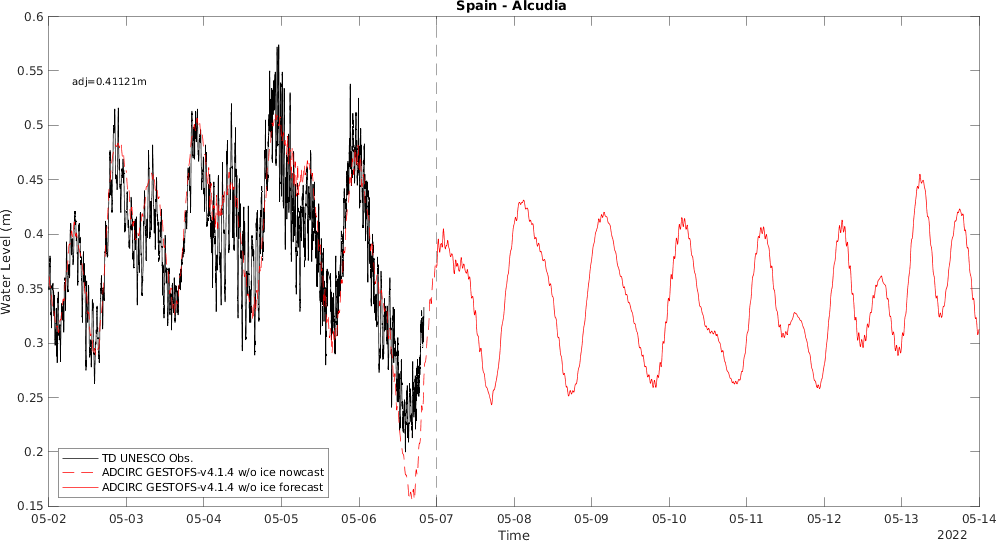 Spain - Alcudia
0.6
0.55
0.5
0.45
0.4
0.35
0.3
0.25
0.2
0.15
Water Level (m)
adj=0.41121m
TD UNESCO Obs.
ADCIRC GESTOFS-v4.1.4 w/o ice nowcast
ADCIRC GESTOFS-v4.1.4 w/o ice forecast
05-02 05-03 05-04 05-05 05-06 05-07 05-08 05-09 05-10 05-11 05-12 05-13 05-14
Time
2022